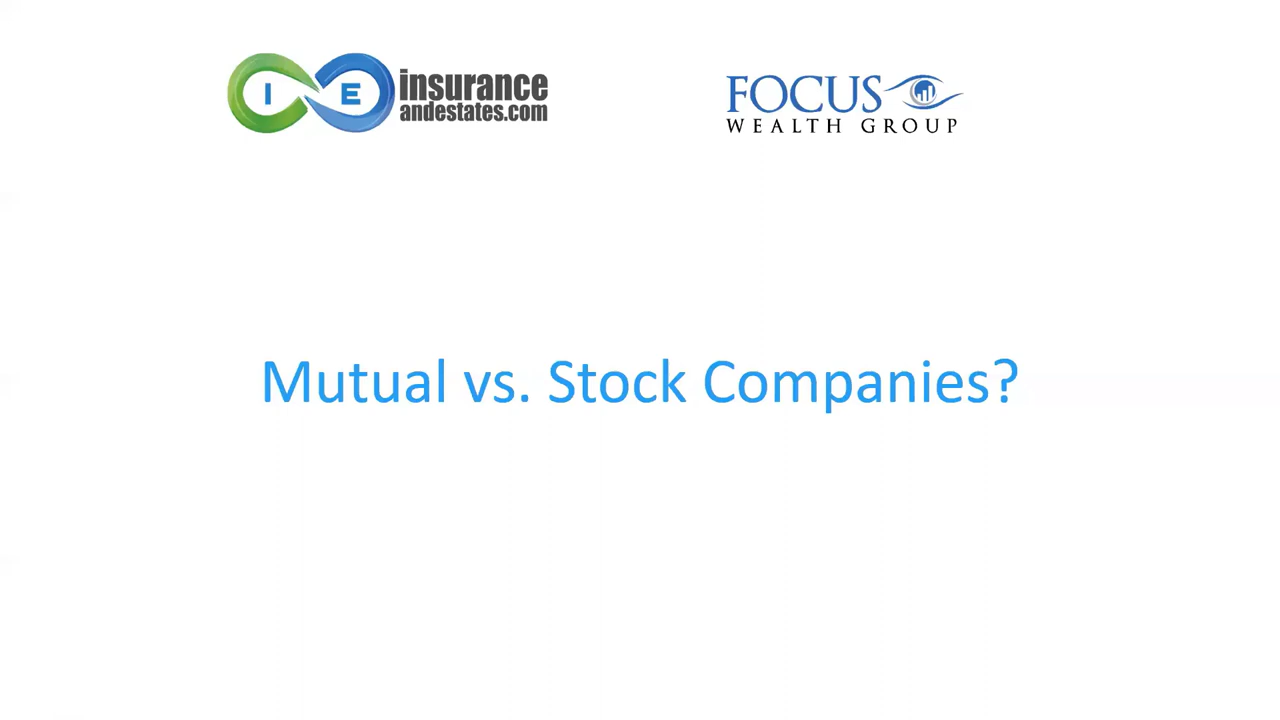 I E insurance
andestates.com
FOCUS
WEALTH GROUP
Mutual vs. Stock Companies?